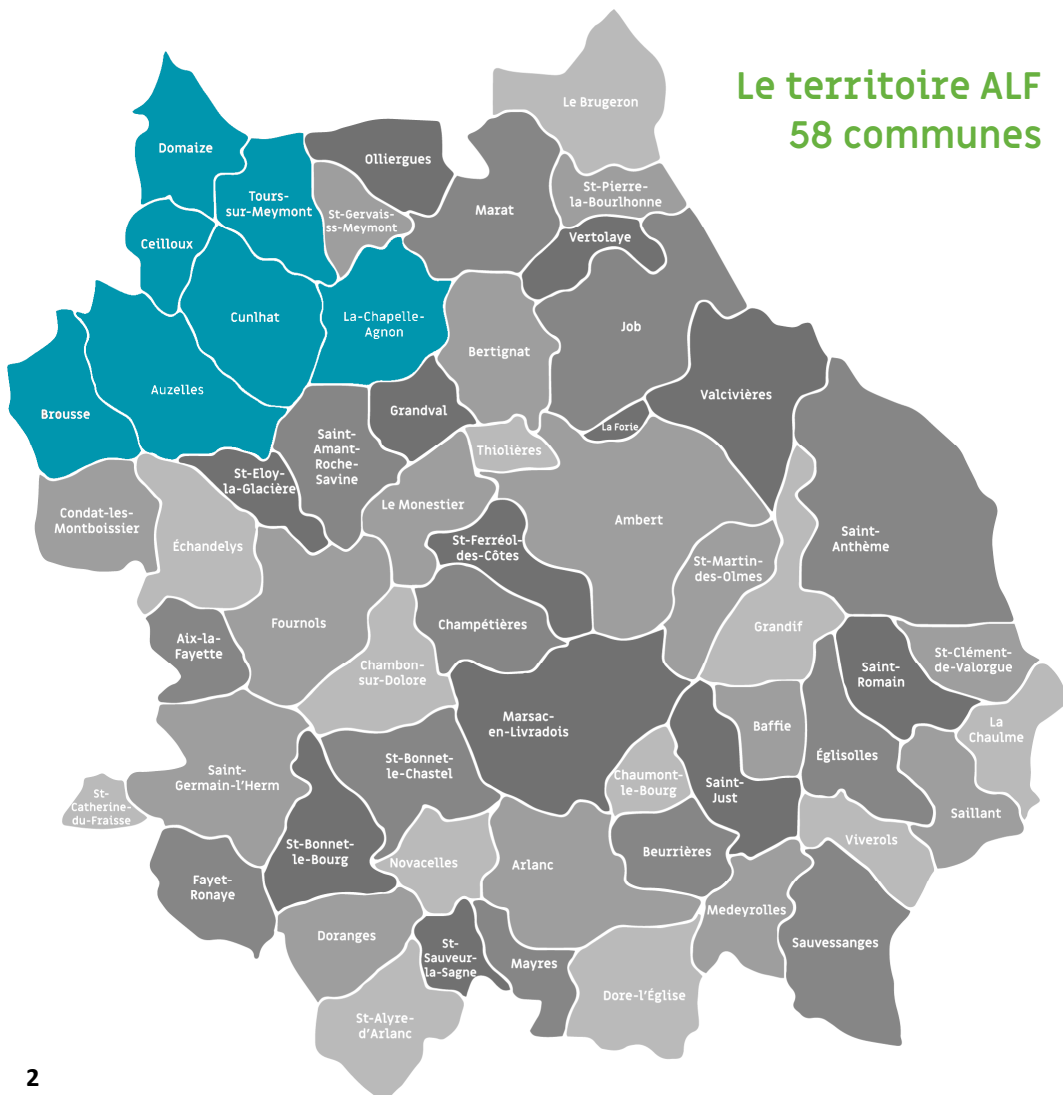 Le territoire ALF
58 communes
Le Brugeron
Domaize
Olliergues
Tours-
sur-Meymont
St-Gervais-
ss-Meymont
Marat
St-Pierre-
la-Bourlhonne
Ceilloux
Vertolaye
Cunlhat
La-Chapelle-
Agnon
Bertignat
Job
Auzelles
Brousse
Valcivières
Grandval
La Forie
Saint-
Amant-
Roche-
Savine
Thiolières
St-Eloy-
la-Glacière
Condat-les-
Montboissier
Échandelys
Le Monestier
Ambert
Saint-
Anthème
St-Ferréol-
des-Côtes
St-Martin-
des-Olmes
Fournols
Champétières
Grandif
Aix-la-
Fayette
Chambon-
sur-Dolore
Saint-
Romain
St-Clément-
de-Valorgue
Marsac-
en-Livradois
Baffie
La
Chaulme
Églisolles
Saint-
Germain-l'Herm
St-Bonnet-
le-Chastel
Chaumont-
le-Bourg
Saint-
Just
St-
Catherine-
du-Fraisse
Saillant
St-Bonnet-
le-Bourg
Novacelles
Arlanc
Beurrières
Viverols
Fayet-
Ronaye
Medeyrolles
Doranges
St-
Sauveur-
la-Sagne
Mayres
Sauvessanges
Dore-l'Église
St-Alyre-
d'Arlanc
2